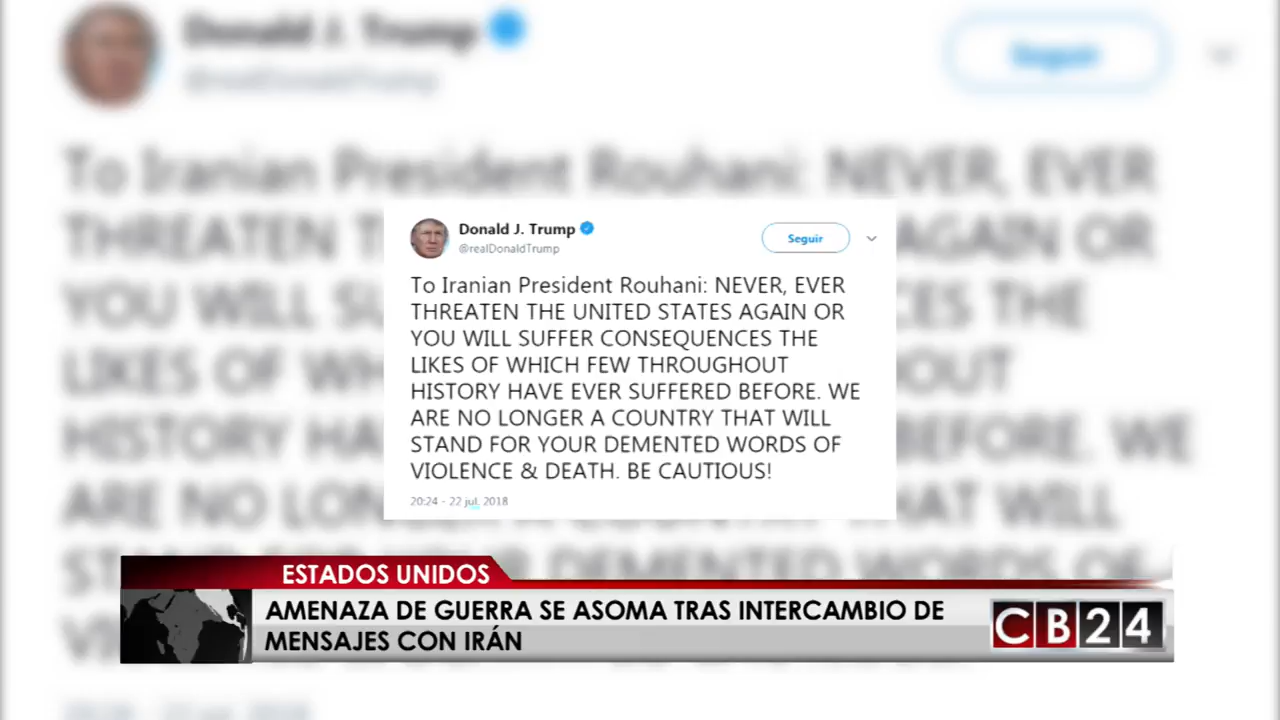 Donald J. Trump
@realDonaldTrump
Seguir
To Iranian President Rouhani: NEVER, EVER
THREATEN THE UNITED STATES AGAIN OR
YOU WILL SUFFER CONSEQUENCES THE
LIKES OF WHICH FEW THROUGHOUT
HISTORY HAVE EVER SUFFERED BEFORE. WE
ARE NO LONGER A COUNTRY THAT WILL
STAND FOR YOUR DEMENTED WORDS OF
VIOLENCE & DEATH. BE CAUTIOUS!
20:24 - 22 jul. 2018
ESTADOS UNIDOS
AMENAZA DE GUERRA SE ASOMA TRAS INTERCAMBIO DE
MENSAJES CON IRÁN
CB24